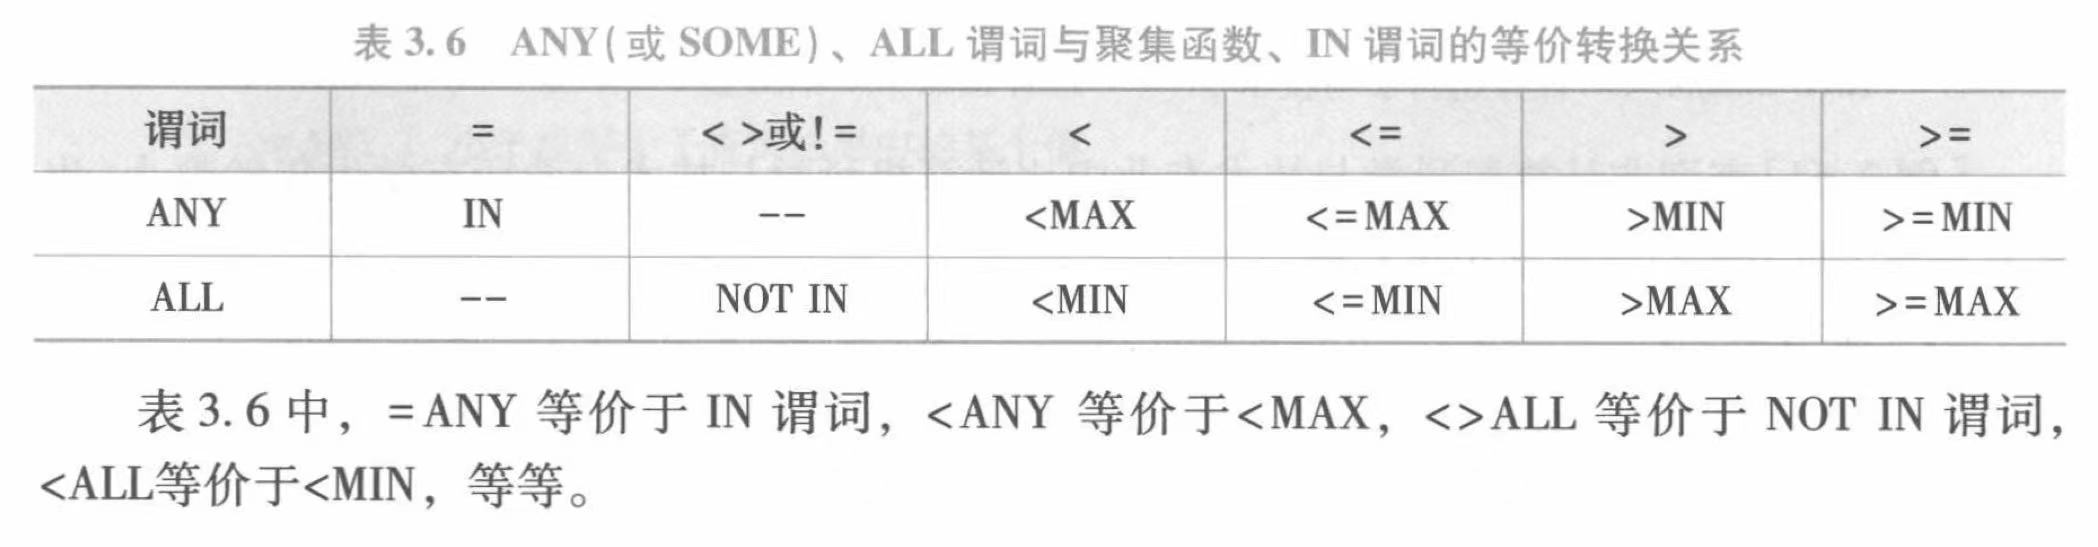 表 3.6 ANY(或 SOME)、ALL 谓词与聚集函数、IN 谓词的等价转换关系
谓词 = < >或!= < <= > >=
ANY IN -- <MAX <=MAX >MIN >=MIN
ALL -- NOT IN <MIN <=MIN >MAX >=MAX
表 3.6 中，=ANY 等价于 IN 谓词，<ANY 等价于<MAX，<>ALL 等价于 NOT IN 谓词，
<ALL等价于<MIN，等等。